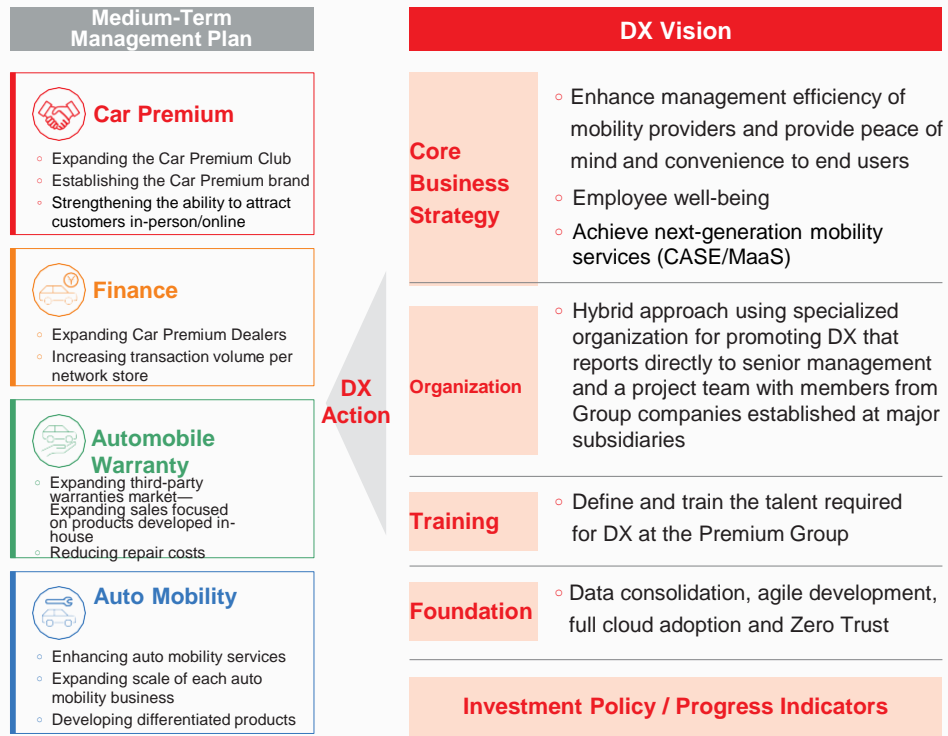 Medium-Term
Management Plan
Car Premium
◦ Expanding the Car Premium Club
◦ Establishing the Car Premium brand
◦ Strengthening the ability to attract
customers in-person/online
Finance
◦ Expanding Car Premium Dealers
◦ Increasing transaction volume per
network store
Automobile
Warranty
◦ Expanding third-party
warranties market—
Expanding sales focused
on products developed in-
house
◦ Reducing repair costs
Auto Mobility
◦ Enhancing auto mobility services
◦ Expanding scale of each auto
mobility business
◦ Developing differentiated products
DX
Action
DX Vision
Core
Business
Strategy
◦ Enhance management efficiency of
mobility providers and provide peace of
mind and convenience to end users
◦ Employee well-being
◦ Achieve next-generation mobility
services (CASE/MaaS)
Organization
◦ Hybrid approach using specialized
organization for promoting DX that
reports directly to senior management
and a project team with members from
Group companies established at major
subsidiaries
Training
◦ Define and train the talent required
for DX at the Premium Group
Foundation
◦ Data consolidation, agile development,
full cloud adoption and Zero Trust
Investment Policy / Progress Indicators